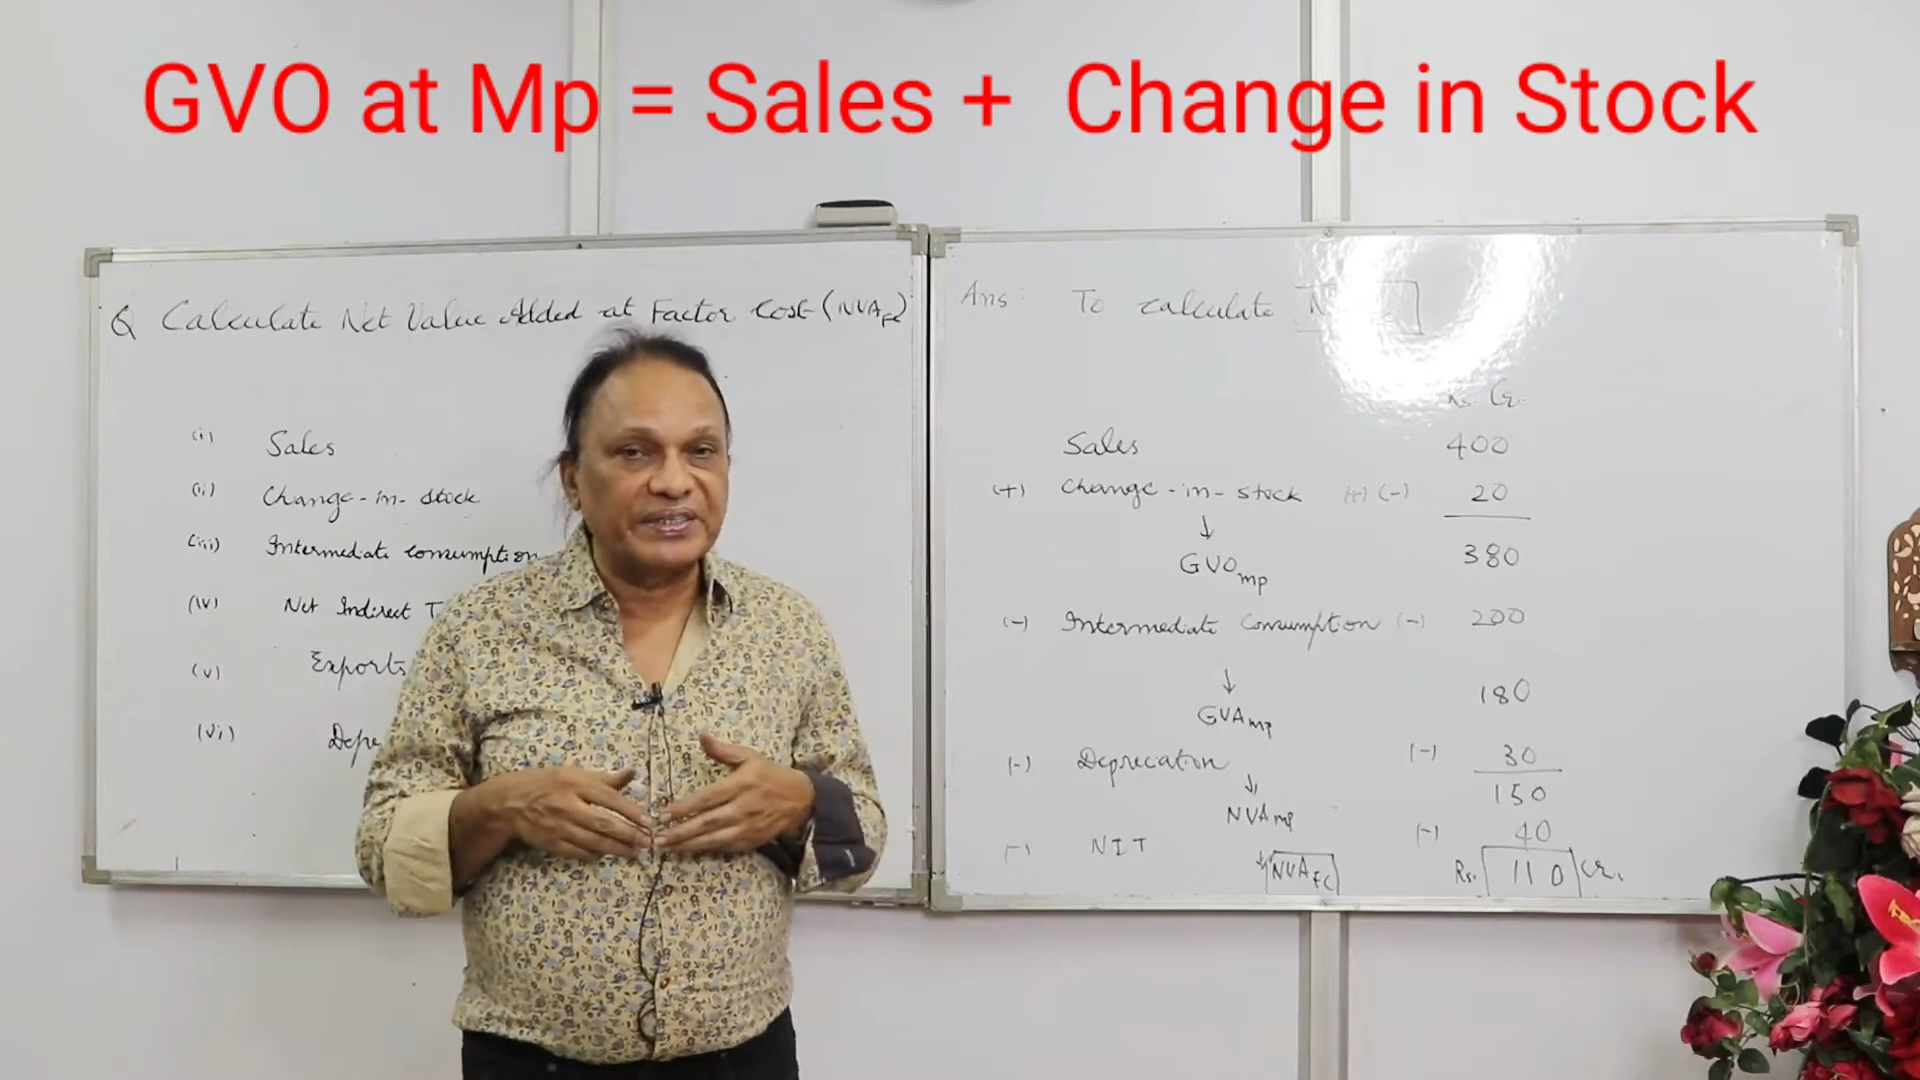 GVO at Mp = Sales + Change in Stock
Q Calculate Net Value Added at Factor Cost (NVAFC)
(i) Sales
(ii) Change-in-stock
(iii) Intermediate consumption
(iv) Net Indirect T
(v) Exports
(vi) Depre
Ans: To calculate
Rs. Cr.
Sales 400
(+) Change-in-stock (+) (-) 20
↓
GVOmp 380
(-) Intermediate Consumption (-) 200
↓
GVAmp 180
(-) Deprecation (-) 30
↓
NVAmp 150
(-) NIT (-) 40
↓ NVAFC Rs. 110 Cr.